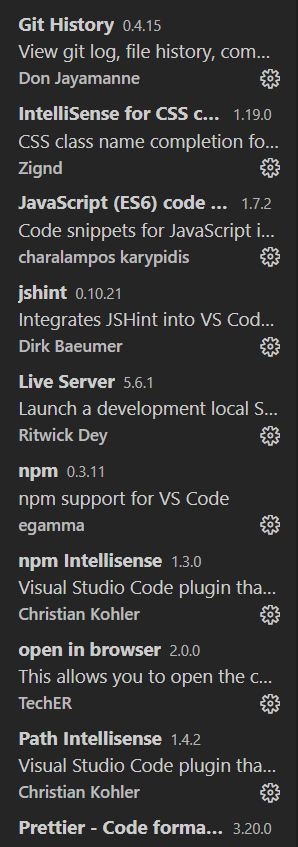 Git History 0.4.15
View git log, file history, com...
Don Jayamanne
IntelliSense for CSS c... 1.19.0
CSS class name completion fo...
Zignd
JavaScript (ES6) code ... 1.7.2
Code snippets for JavaScript i...
charalampos karypidis
jshint 0.10.21
Integrates JSHint into VS Cod...
Dirk Baeumer
Live Server 5.6.1
Launch a development local S...
Ritwick Dey
npm 0.3.11
npm support for VS Code
egamma
npm Intellisense 1.3.0
Visual Studio Code plugin tha...
Christian Kohler
open in browser 2.0.0
This allows you to open the c...
TechER
Path Intellisense 1.4.2
Visual Studio Code plugin tha...
Christian Kohler
Prettier - Code forma... 3.20.0